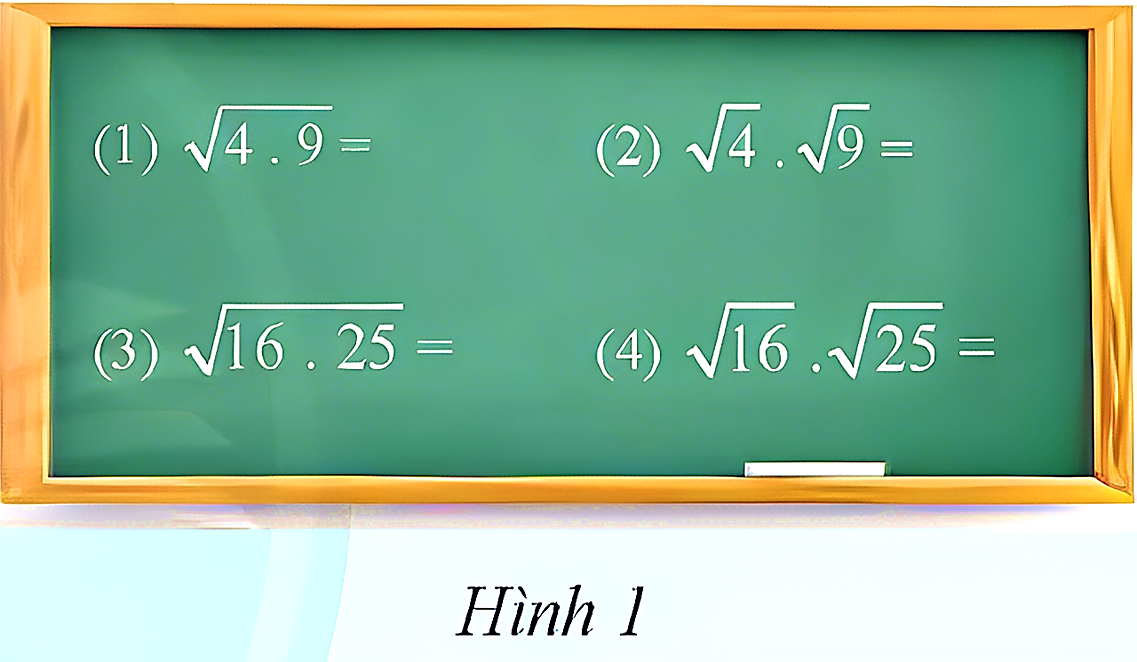 (1) √4 . 9 = (2) √4 . √9 =
(3) √16 . 25 = (4) √16 . √25 =
Hình 1